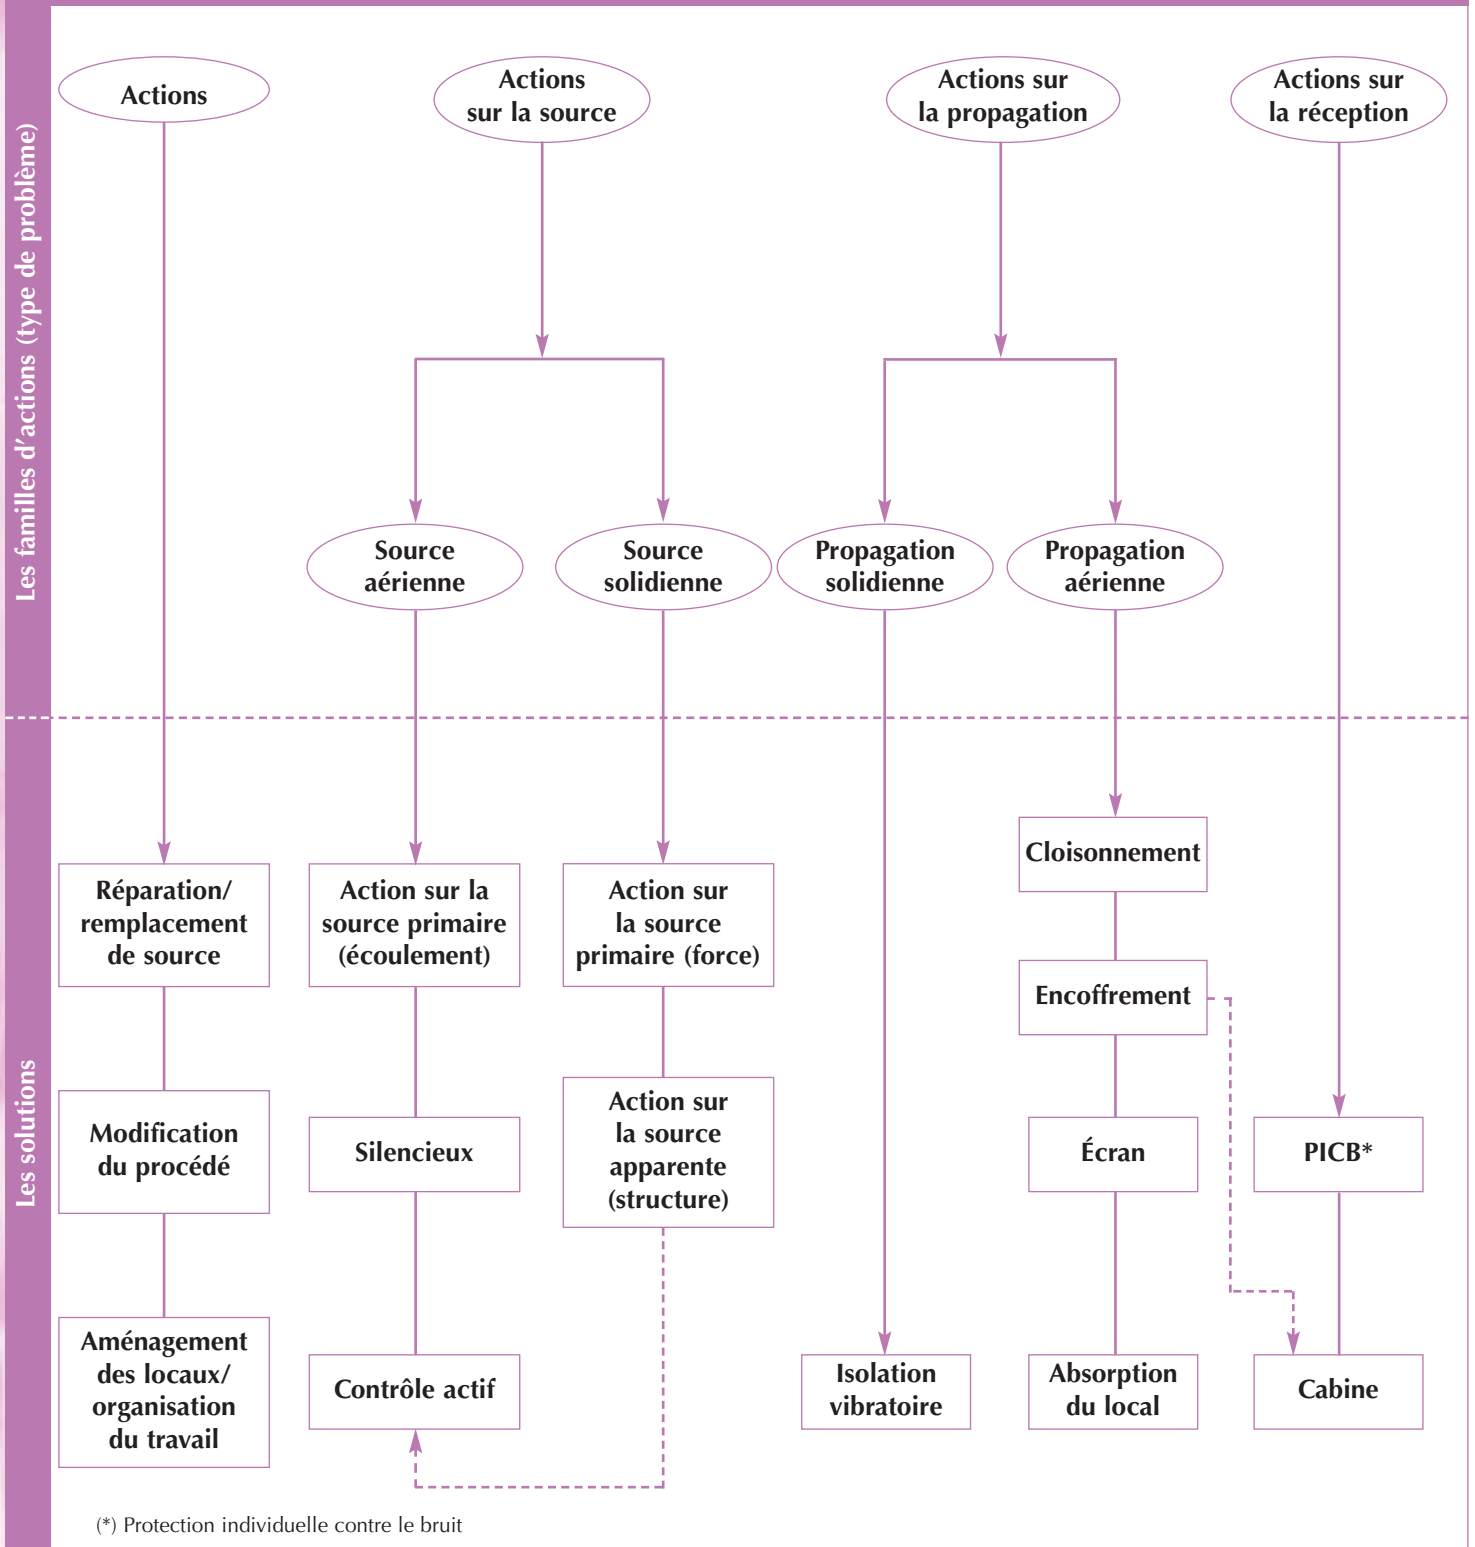 Les familles d'actions (type de problème)
Actions
Actions
sur la source
Actions sur
la propagation
Actions sur
la réception
Source
aérienne
Source
solidienne
Propagation
solidienne
Propagation
aérienne
Les solutions
Réparation/
remplacement
de source
Modification
du procédé
Aménagement
des locaux/
organisation
du travail
Action sur la
source primaire
(écoulement)
Silencieux
Contrôle actif
Action sur
la source
primaire (force)
Action sur
la source
apparente
(structure)
Isolation
vibratoire
Cloisonnement
Encoffrement
Écran
Absorption
du local
PICB*
Cabine
(*) Protection individuelle contre le bruit